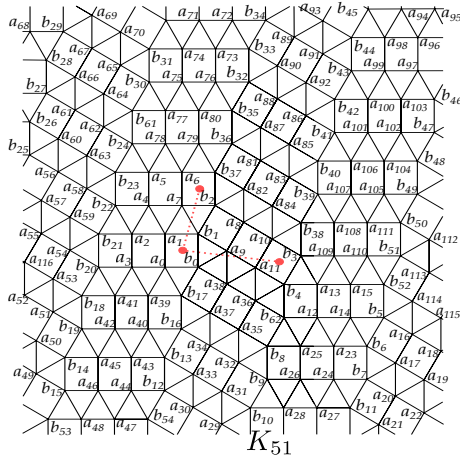 a₆₈ b₂₉ a₆₉ a₇₁ a₇₂ b₃₄ a₉₃ b₄₅ a₉₄ a₉₅
b₂₈ a₆₇ a₇₀ b₃₃ a₈₉ a₉₁ b₄₄ a₉₈ a₉₆
b₂₇ a₆₆ a₆₅ b₃₁ a₇₄ a₇₃ a₉₀ b₄₃ a₉₉ a₉₇
a₆₄ b₃₀ a₇₅ a₇₆ b₃₂ a₉₂
b₂₆ a₆₁ a₆₂ b₆₁ a₇₇ a₈₀ b₃₅ a₈₈ a₈₆ b₄₂ a₁₀₀ a₁₀₃ b₄₆
b₂₅ a₆₀ a₆₃ b₂₄ a₇₈ a₇₉ b₃₆ a₈₇ a₈₅ b₄₁ a₁₀₁ a₁₀₂ b₄₇
a₅₆ a₅₈ b₂₃ a₅ a₆ b₃₇ a₈₁ a₈₃ b₄₀ a₁₀₆ a₁₀₄ b₄₈
a₅₇ a₅₉ b₂₂ a₄ a₇ b₂ a₈₂ a₈₄ b₃₉ a₁₀₇ a₁₀₅ b₄₉
a₅₅ a₅₄ b₂₁ a₂ a₁ b₁ a₈ a₁₀ b₃ b₃₈ a₁₀₈ a₁₁₁ b₅₀ a₁₁₂
a₁₁₆ a₅₃ b₂₀ a₃ a₀ b₀ a₉ a₁₁ a₁₀₉ a₁₁₀ b₅₁ a₁₁₃
a₅₂ a₅₁ b₁₈ a₄₁ a₃₉ b₁₇ a₃₈ a₃₆ b₄ a₁₃ a₁₅ b₅₂ a₁₁₄
a₅₀ b₁₉ a₄₂ a₄₀ b₁₆ a₃₇ a₃₅ b₆₂ a₁₂ a₁₄ b₅ a₁₆ a₁₁₅
a₄₉ b₁₄ a₄₅ a₄₃ b₁₃ a₃₄ a₃₂ b₈ a₂₅ a₂₃ b₆ a₁₇ a₁₈
b₁₅ a₄₆ a₄₄ b₁₂ a₃₃ a₃₁ b₉ a₂₆ a₂₄ b₇ a₂₀ a₁₉
b₅₃ a₄₈ a₄₇ b₅₄ a₃₀ a₂₉ b₁₀ a₂₈ a₂₇ b₁₁ a₂₁ a₂₂
K₅₁